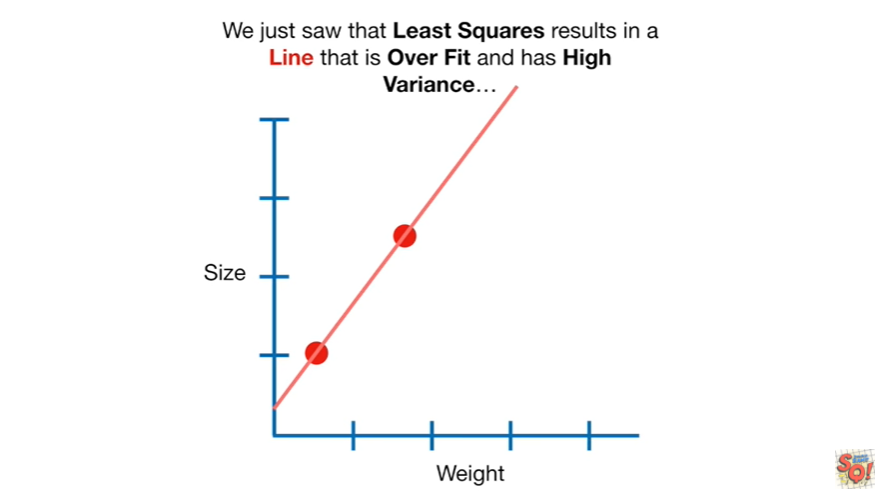 We just saw that Least Squares results in a
Line that is Over Fit and has High
Variance…
Size
Weight
SQ!